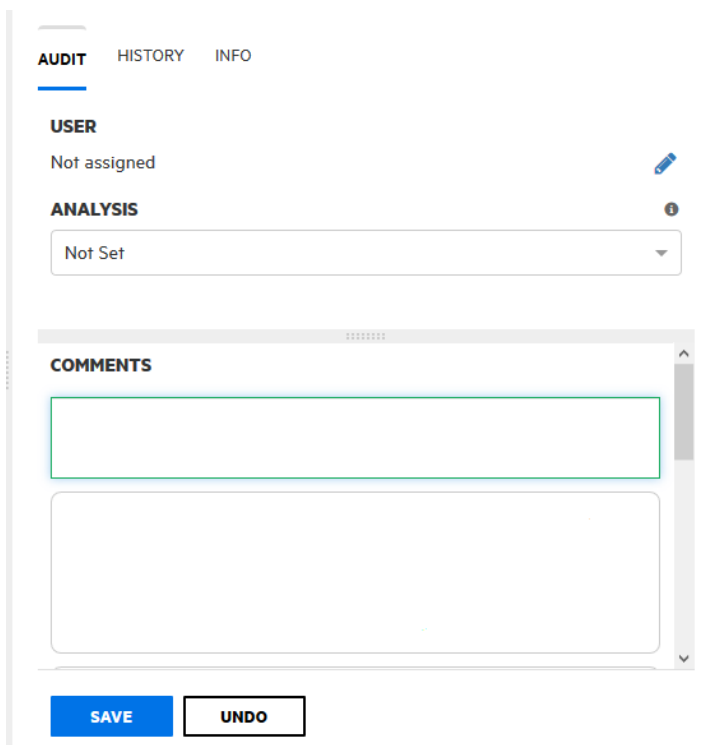 AUDIT HISTORY INFO
USER
Not assigned
ANALYSIS
Not Set
COMMENTS
SAVE UNDO